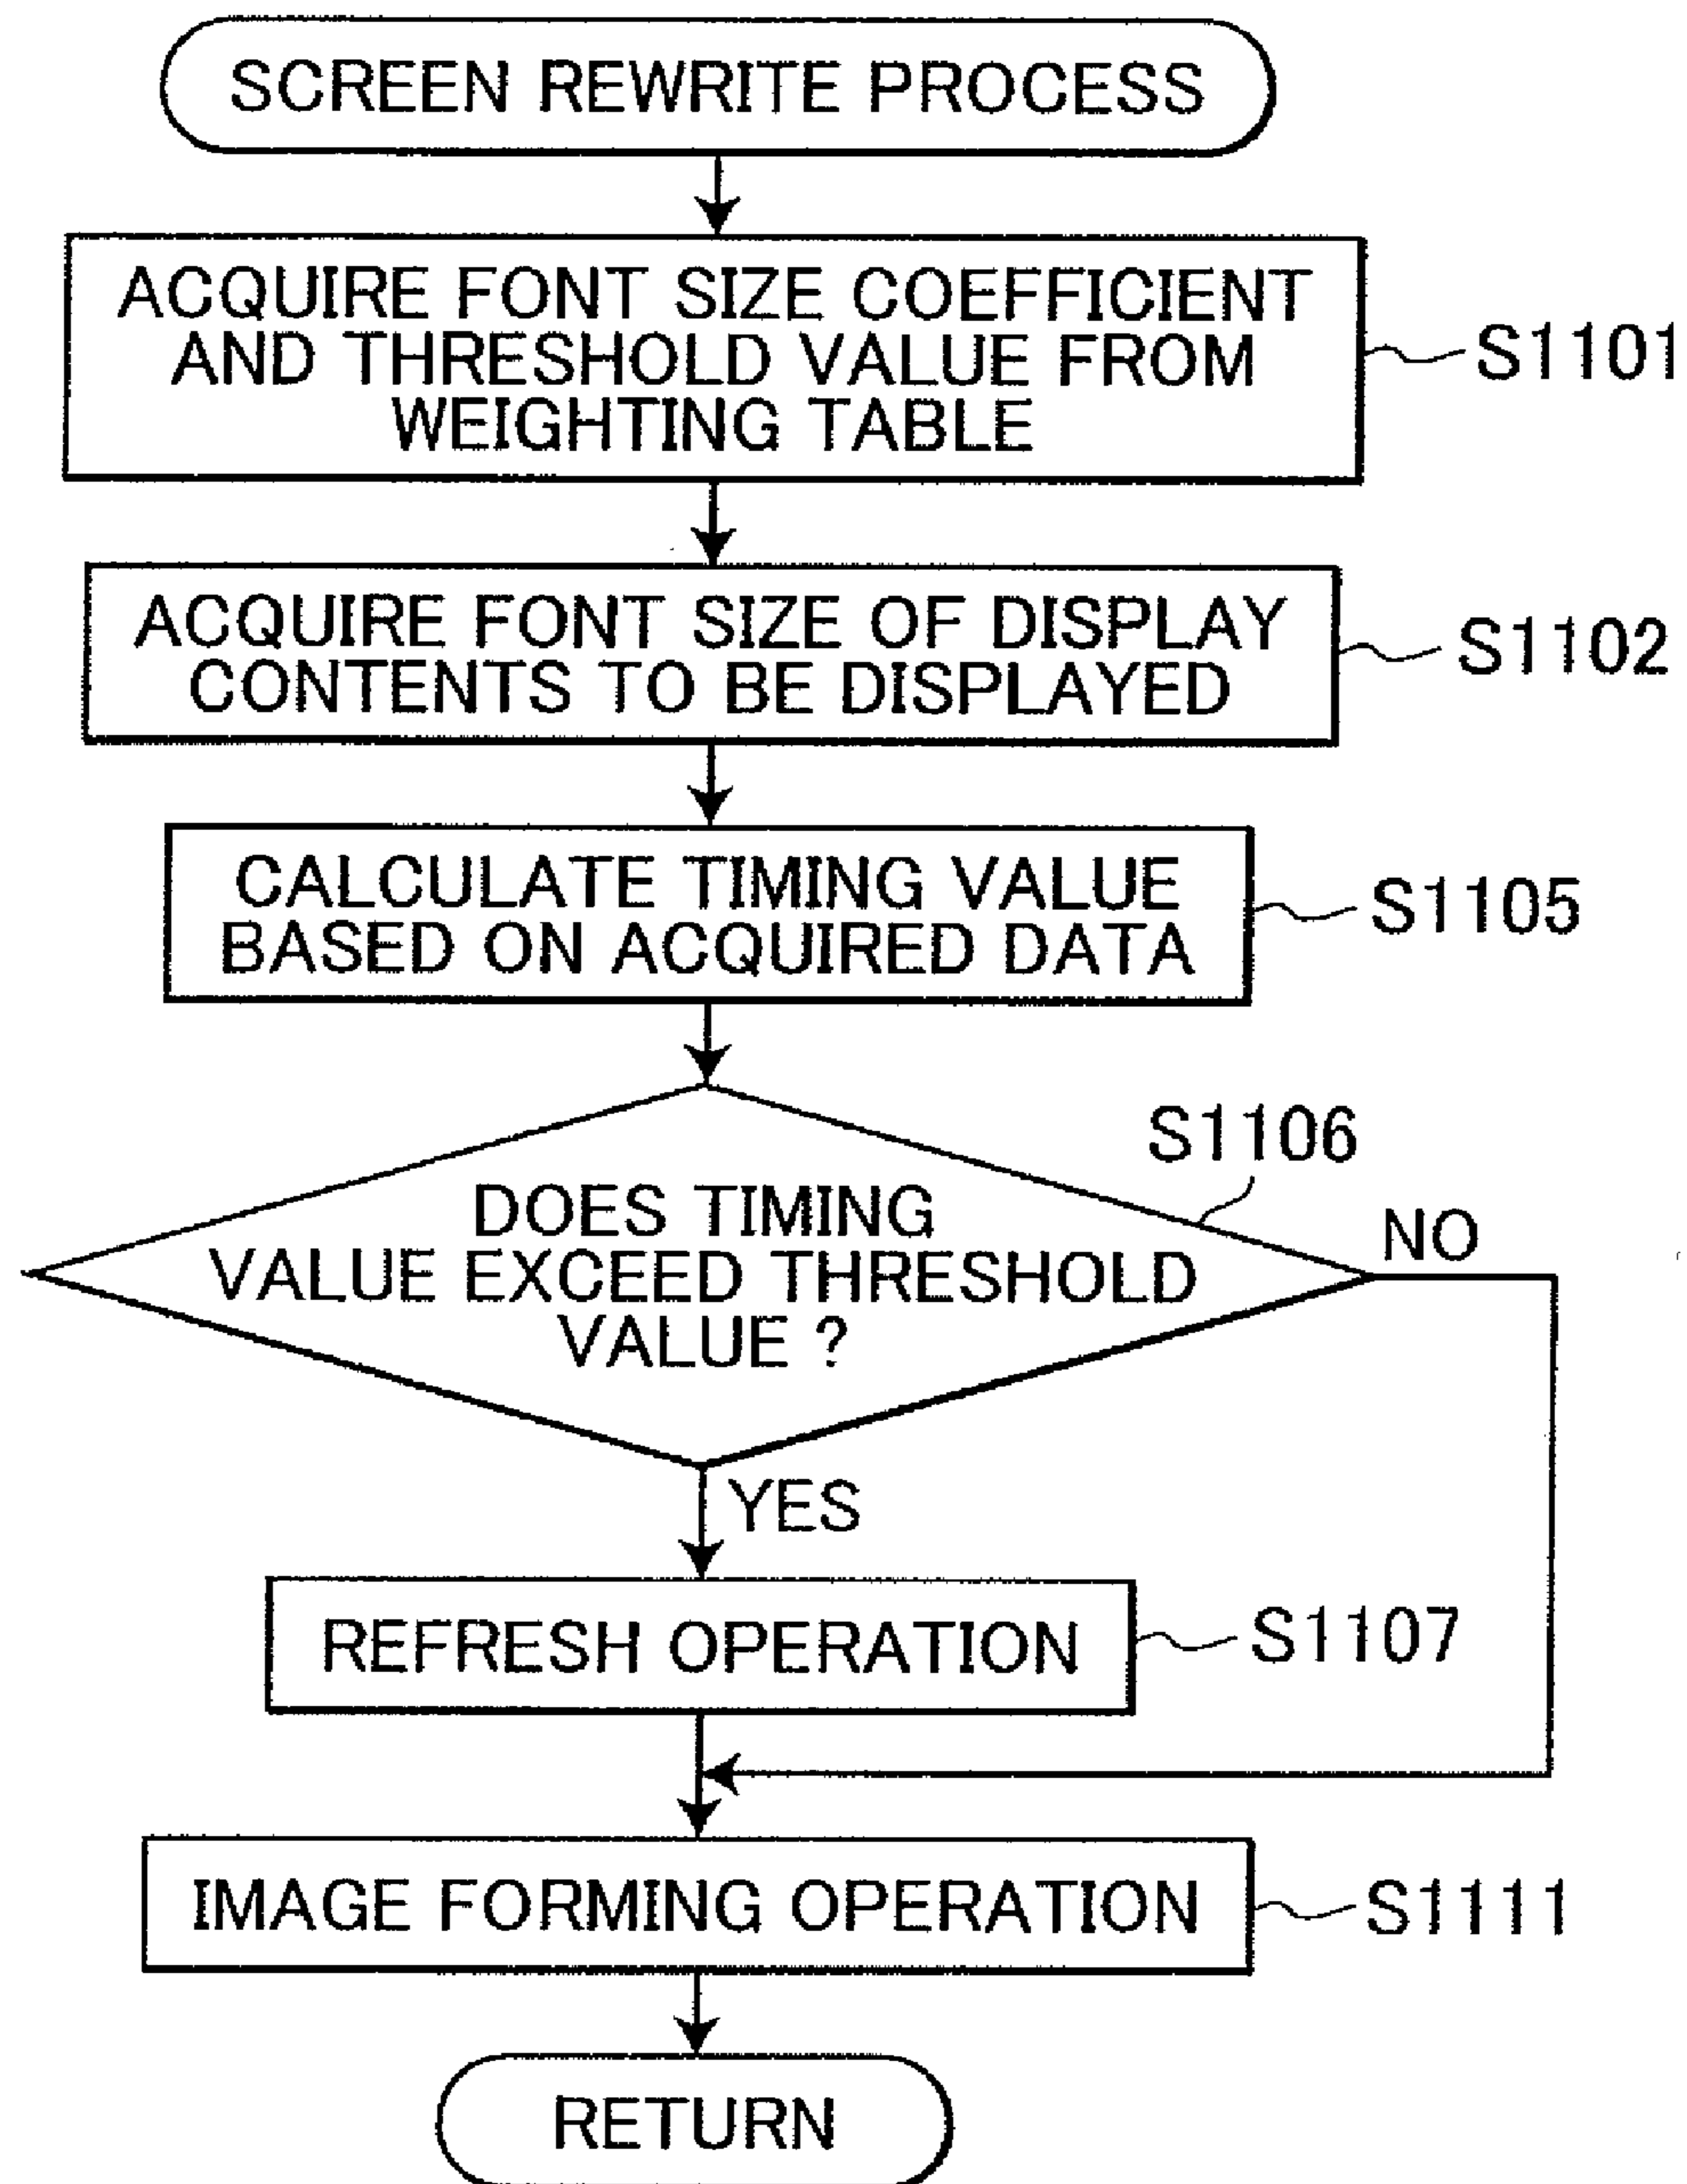 SCREEN REWRITE PROCESS
ACQUIRE FONT SIZE COEFFICIENT
AND THRESHOLD VALUE FROM
WEIGHTING TABLE
S1101
ACQUIRE FONT SIZE OF DISPLAY
CONTENTS TO BE DISPLAYED
S1102
CALCULATE TIMING VALUE
BASED ON ACQUIRED DATA
S1105
S1106
DOES TIMING
VALUE EXCEED THRESHOLD
VALUE ?
NO
YES
REFRESH OPERATION
S1107
IMAGE FORMING OPERATION
S1111
RETURN